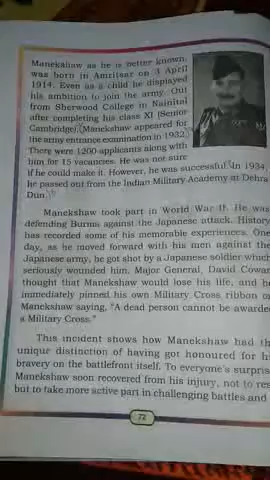 Manekshaw as he is better known,
was born in Amritsar on 3 April
1914. Even as a child he displayed
his ambition to join the army. Out
from Sherwood College in Nainital
after completing his class XI (Senior
Cambridge), Manekshaw appeared for
the army entrance examination in 1932.
There were 1200 applicants along with
him for 15 vacancies. He was not sure
if he could make it. However, he was successful. In 1934,
he passed out from the Indian Military Academy at Dehra
Dun.
Manekshaw took part in World War II. He was
defending Burma against the Japanese attack. History
has recorded some of his memorable experiences. One
day, as he moved forward with his men against the
Japanese army, he got shot by a Japanese soldier which
seriously wounded him. Major General, David Cowan
thought that Manekshaw would lose his life, and he
immediately pinned his own Military Cross ribbon o
Manekshaw saying, "A dead person cannot be awarde
a Military Cross."
This incident shows how Manekshaw had th
unique distinction of having got honoured for hi
bravery on the battlefront itself. To everyone's surpris
Manekshaw soon recovered from his injury, not to res
but to take more active part in challenging battles and
72